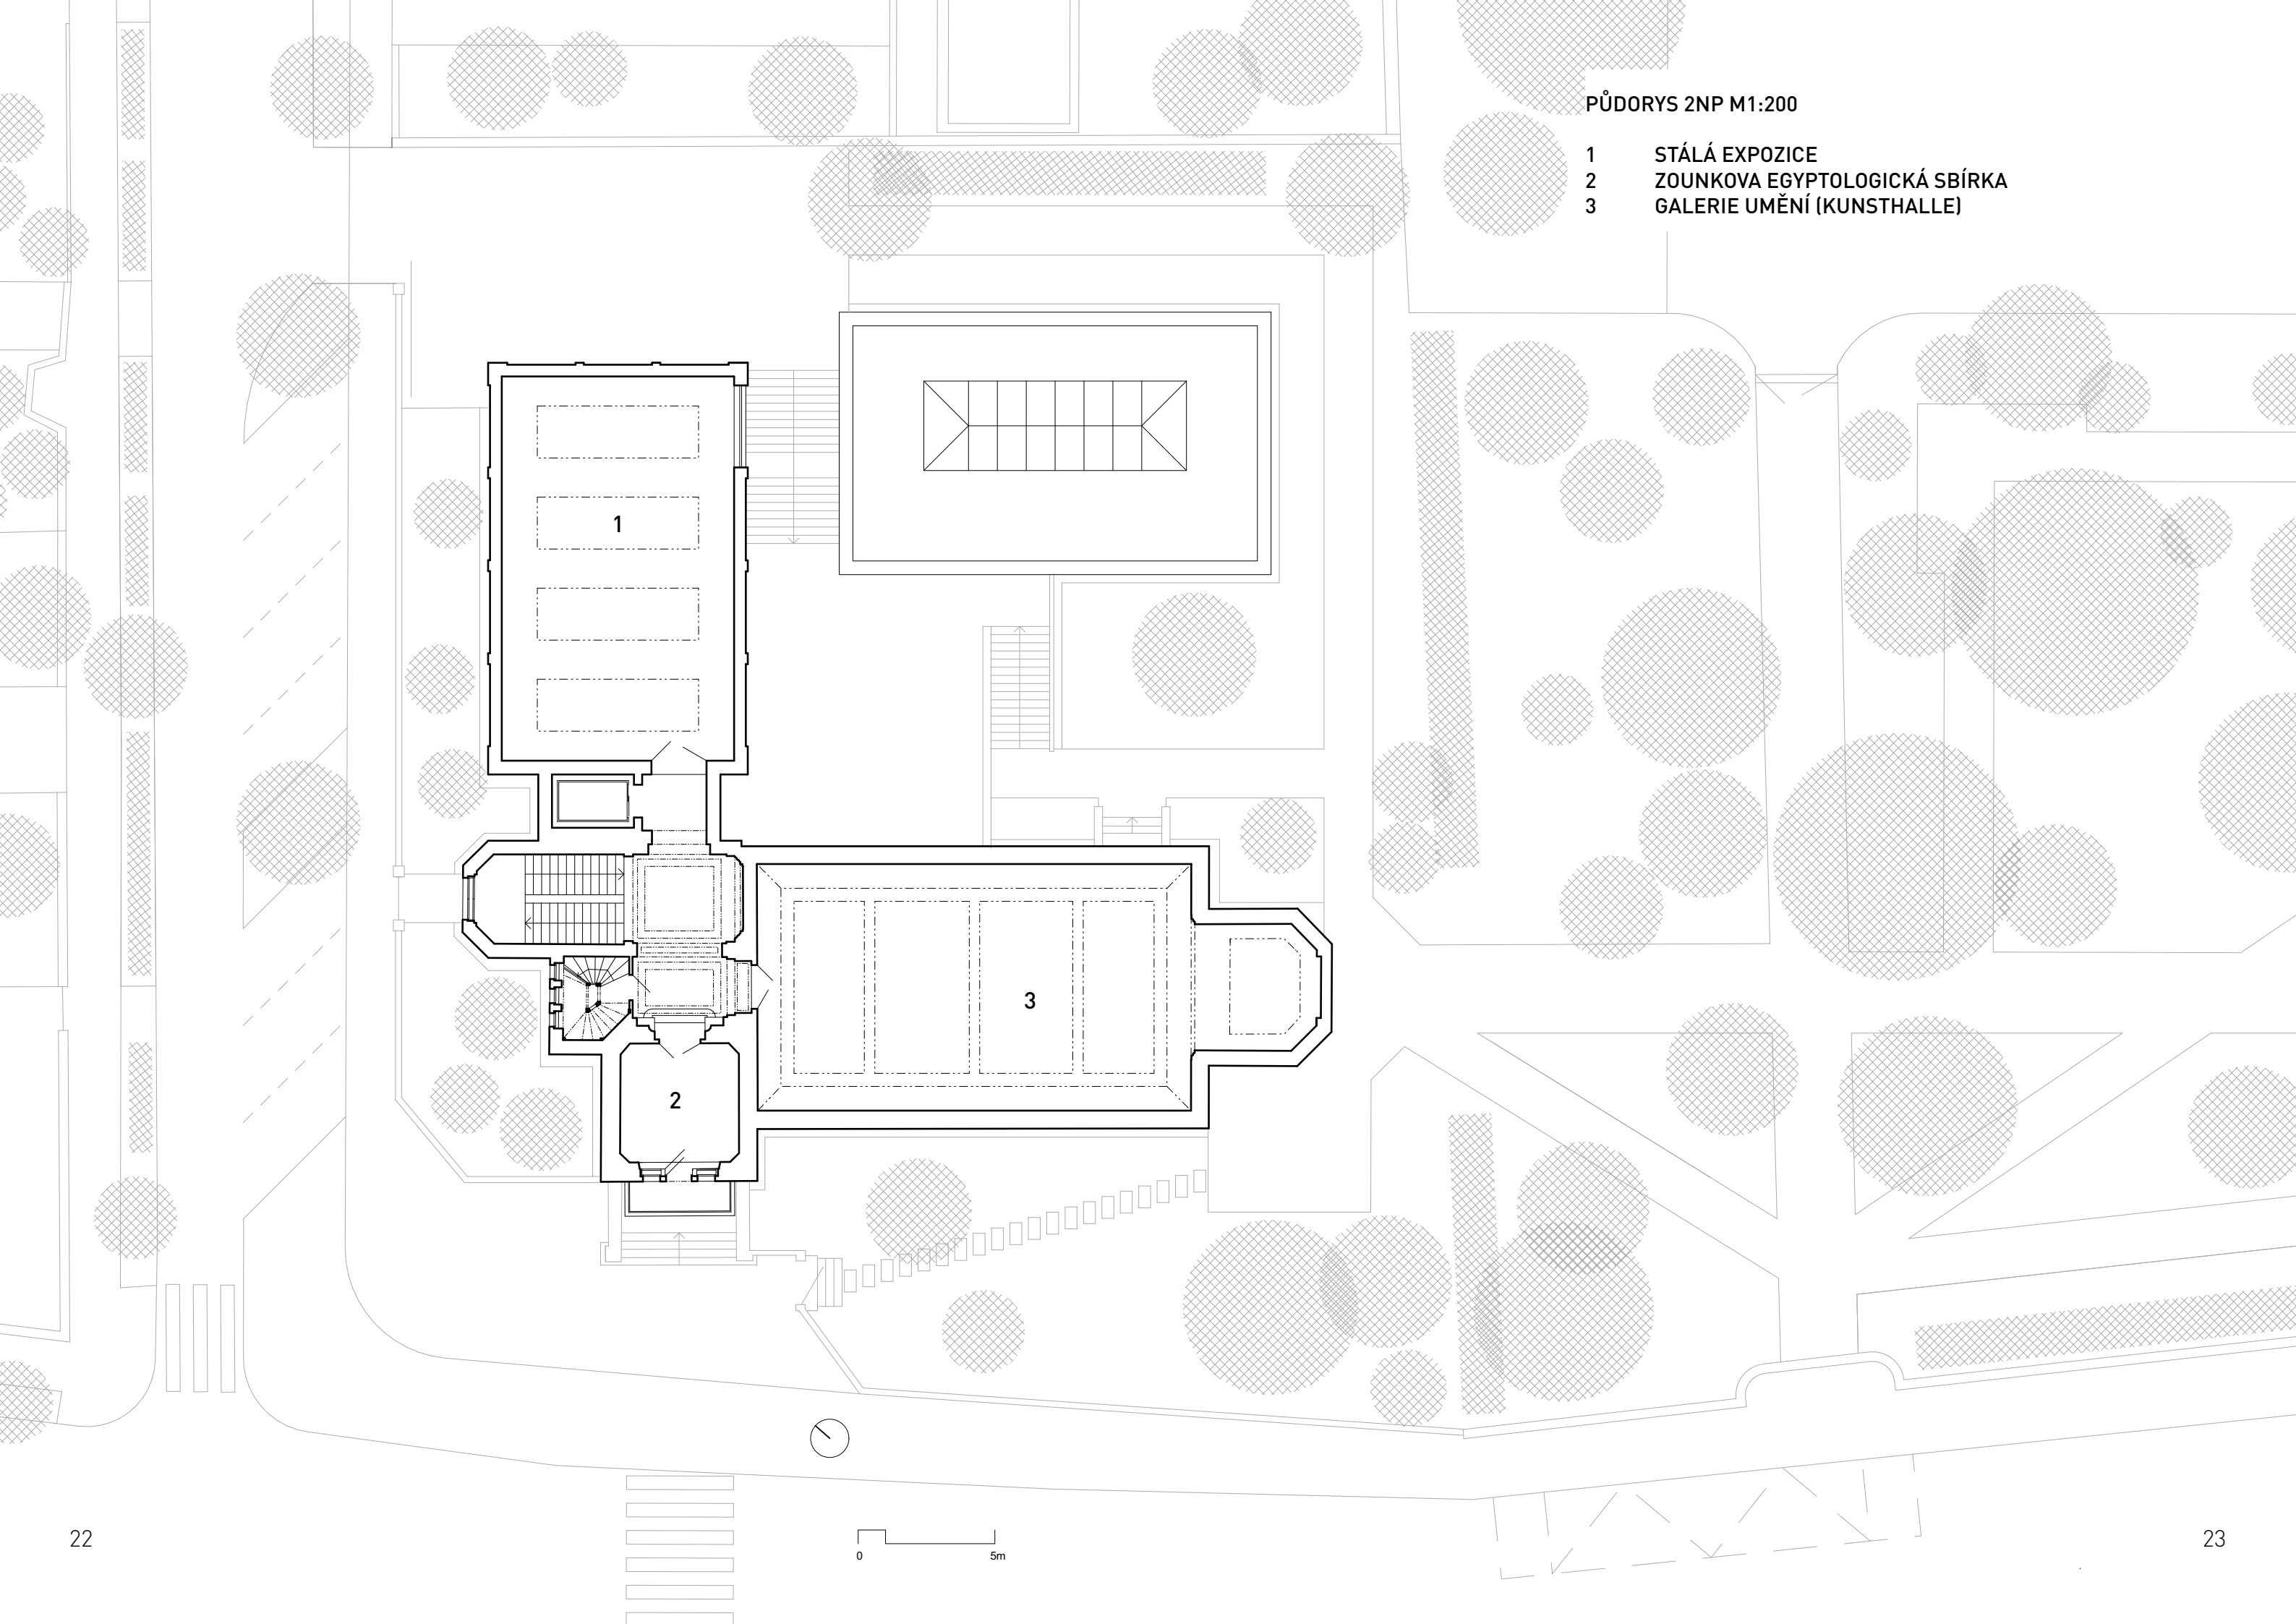 PŮDORYS 2NP M1:200
1 STÁLÁ EXPOZICE
2 ZOUNKOVA EGYPTOLOGICKÁ SBÍRKA
3 GALERIE UMĚNÍ (KUNSTHALLE)
1
3
2
22
0 5m
23